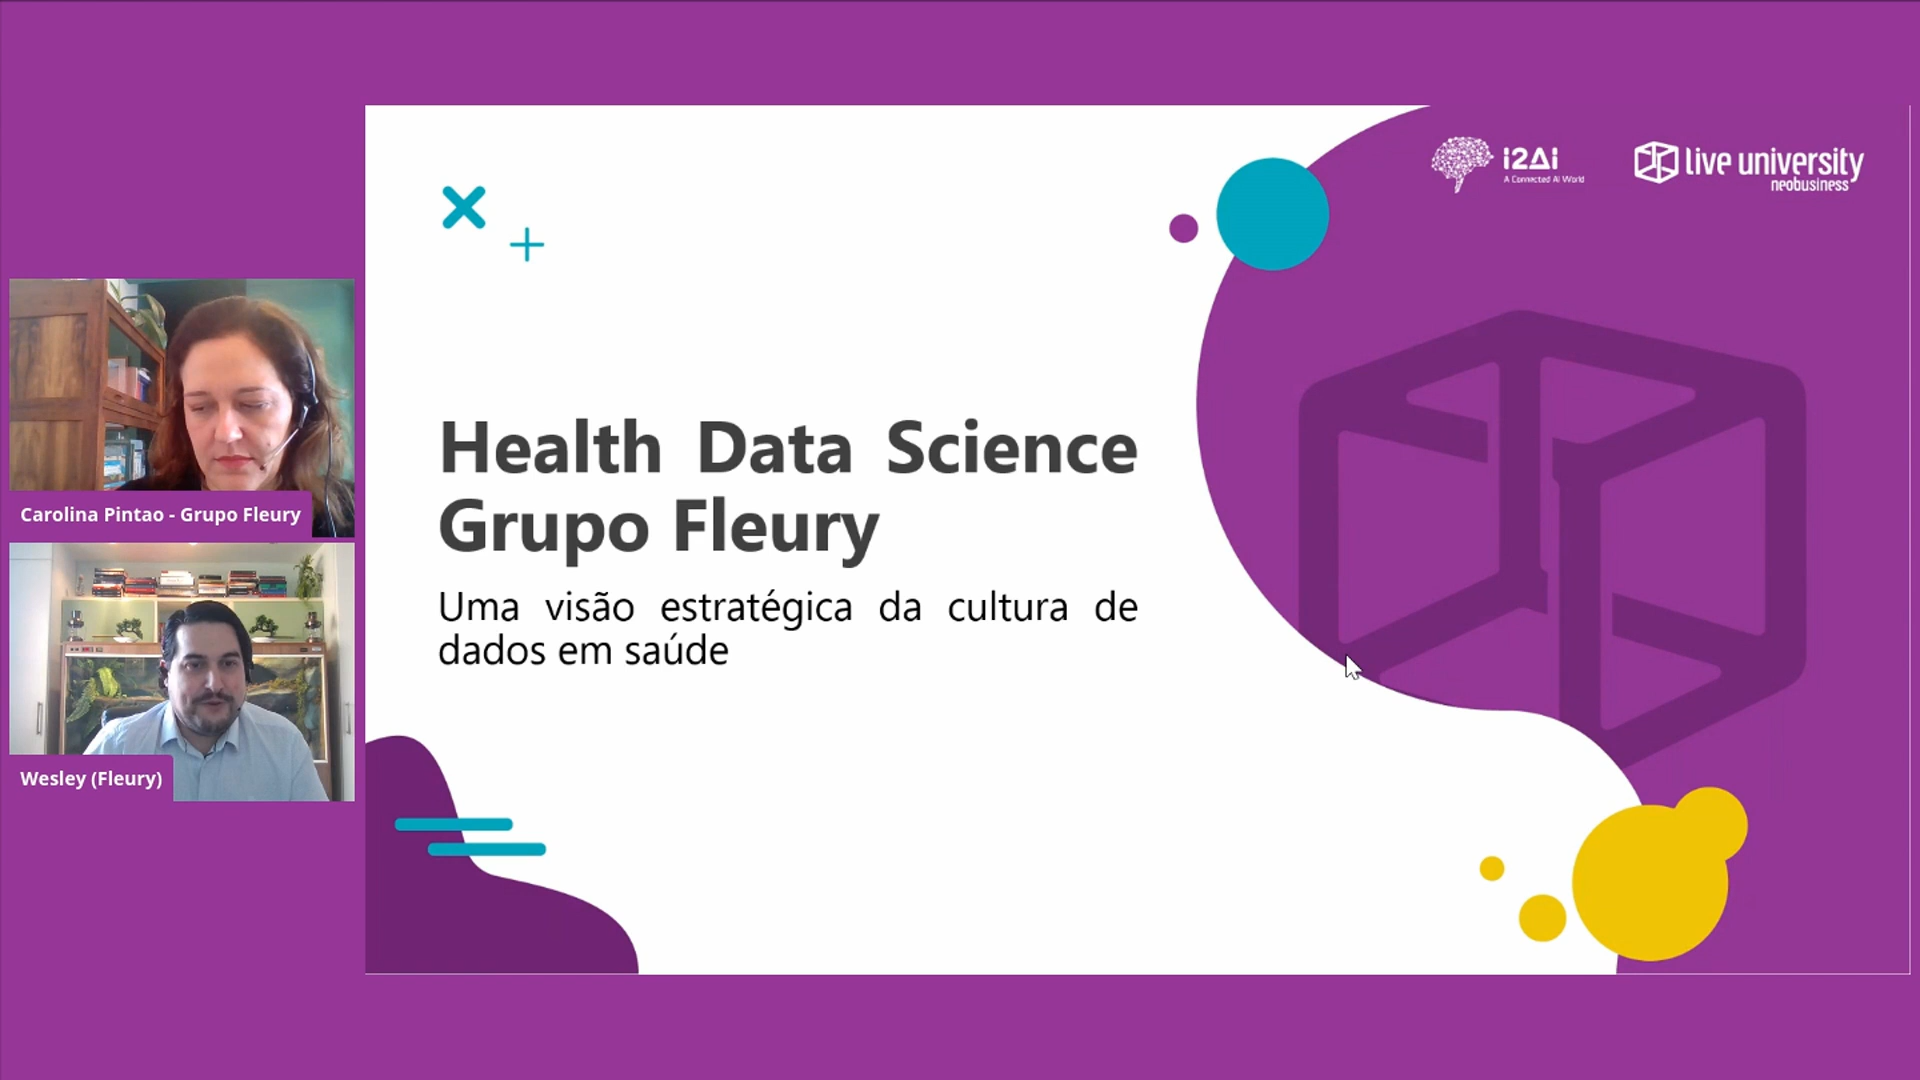 i2Ai
A Connected AI World
live university
neobusiness
Health Data Science
Grupo Fleury
Uma visão estratégica da cultura de
dados em saúde
Carolina Pintao - Grupo Fleury
Wesley (Fleury)